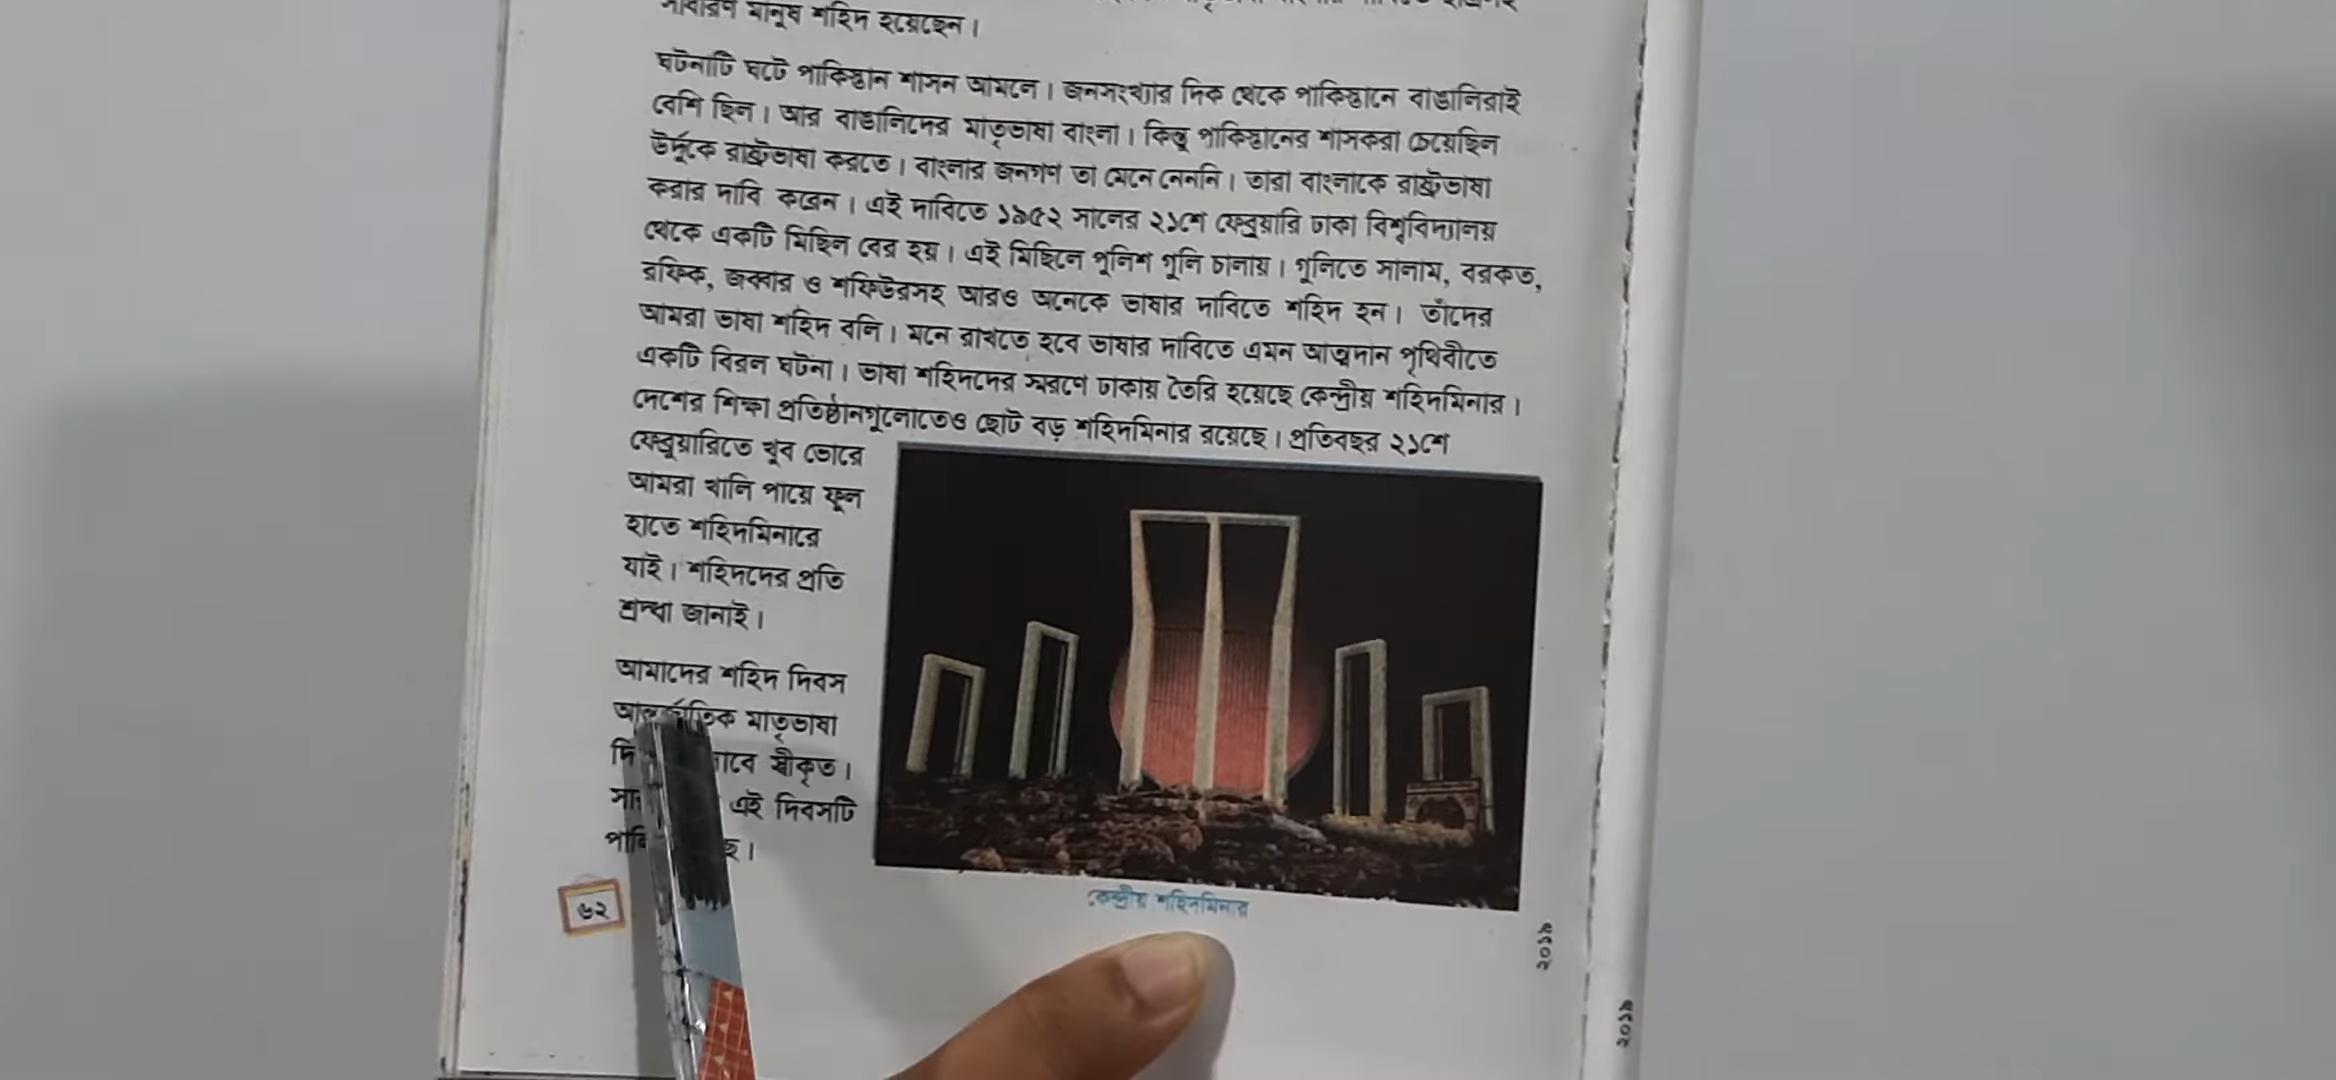 সাধারণ মানুষ শহিদ হয়েছেন।
ঘটনাটি ঘটে পাকিস্তান শাসন আমলে। জনসংখ্যার দিক থেকে পাকিস্তানে বাঙালিরাই
বেশি ছিল। আর বাঙালিদের মাতৃভাষা বাংলা। কিন্তু পাকিস্তানের শাসকরা চেয়েছিল
উর্দুকে রাষ্ট্রভাষা করতে। বাংলার জনগণ তা মেনে নেননি। তারা বাংলাকে রাষ্ট্রভাষা
করার দাবি করেন। এই দাবিতে ১৯৫২ সালের ২১শে ফেব্রুয়ারি ঢাকা বিশ্ববিদ্যালয়
থেকে একটি মিছিল বের হয়। এই মিছিলে পুলিশ গুলি চালায়। গুলিতে সালাম, বরকত,
রফিক, জব্বার ও শফিউরসহ আরও অনেকে ভাষার দাবিতে শহিদ হন। তাঁদের
আমরা ভাষা শহিদ বলি। মনে রাখতে হবে ভাষার দাবিতে এমন আত্মদান পৃথিবীতে
একটি বিরল ঘটনা। ভাষা শহিদদের স্মরণে ঢাকায় তৈরি হয়েছে কেন্দ্রীয় শহিদমিনার।
দেশের শিক্ষা প্রতিষ্ঠানগুলোতেও ছোট বড় শহিদমিনার রয়েছে। প্রতিবছর ২১শে
ফেব্রুয়ারিতে খুব ভোরে
আমরা খালি পায়ে ফুল
হাতে শহিদমিনারে
যাই। শহিদদের প্রতি
শ্রদ্ধা জানাই।
আমাদের শহিদ দিবস
আন্তর্জাতিক মাতৃভাষা
স্বীকৃত।
এই দিবসটি
কেন্দ্রীয় শহিদমিনার
৬২
২০১৯
২০১৯